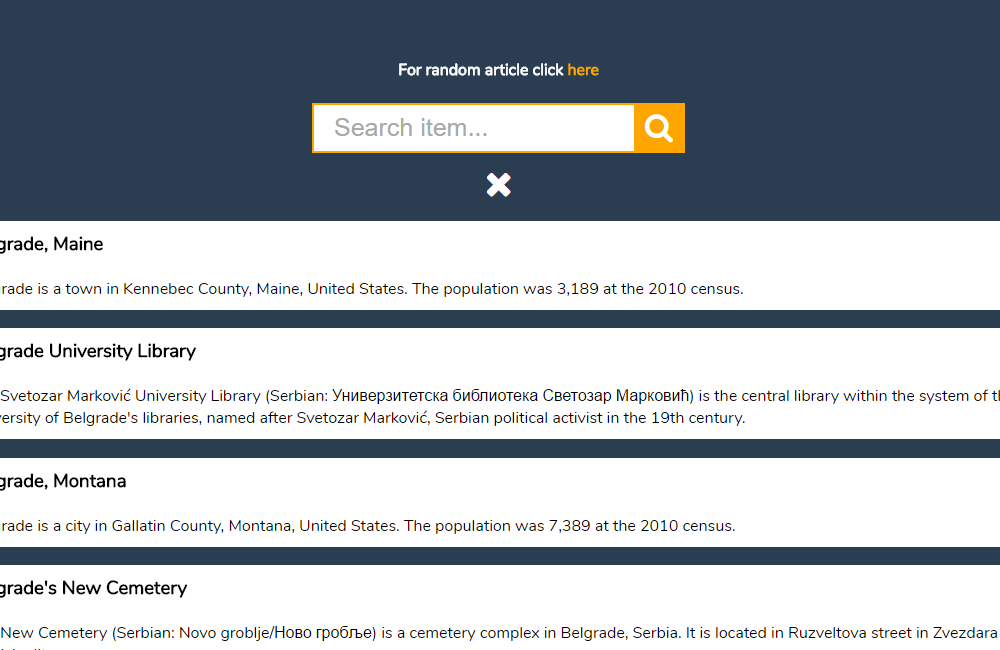 For random article click here
Search item...
grade, Maine
rade is a town in Kennebec County, Maine, United States. The population was 3,189 at the 2010 census.
grade University Library
Svetozar Marković University Library (Serbian: Универзитетска библиотека Светозар Марковић) is the central library within the system of th
ersity of Belgrade's libraries, named after Svetozar Marković, Serbian political activist in the 19th century.
grade, Montana
rade is a city in Gallatin County, Montana, United States. The population was 7,389 at the 2010 census.
grade's New Cemetery
New Cemetery (Serbian: Novo groblje/Ново гробље) is a cemetery complex in Belgrade, Serbia. It is located in Ruzveltova street in Zvezdara